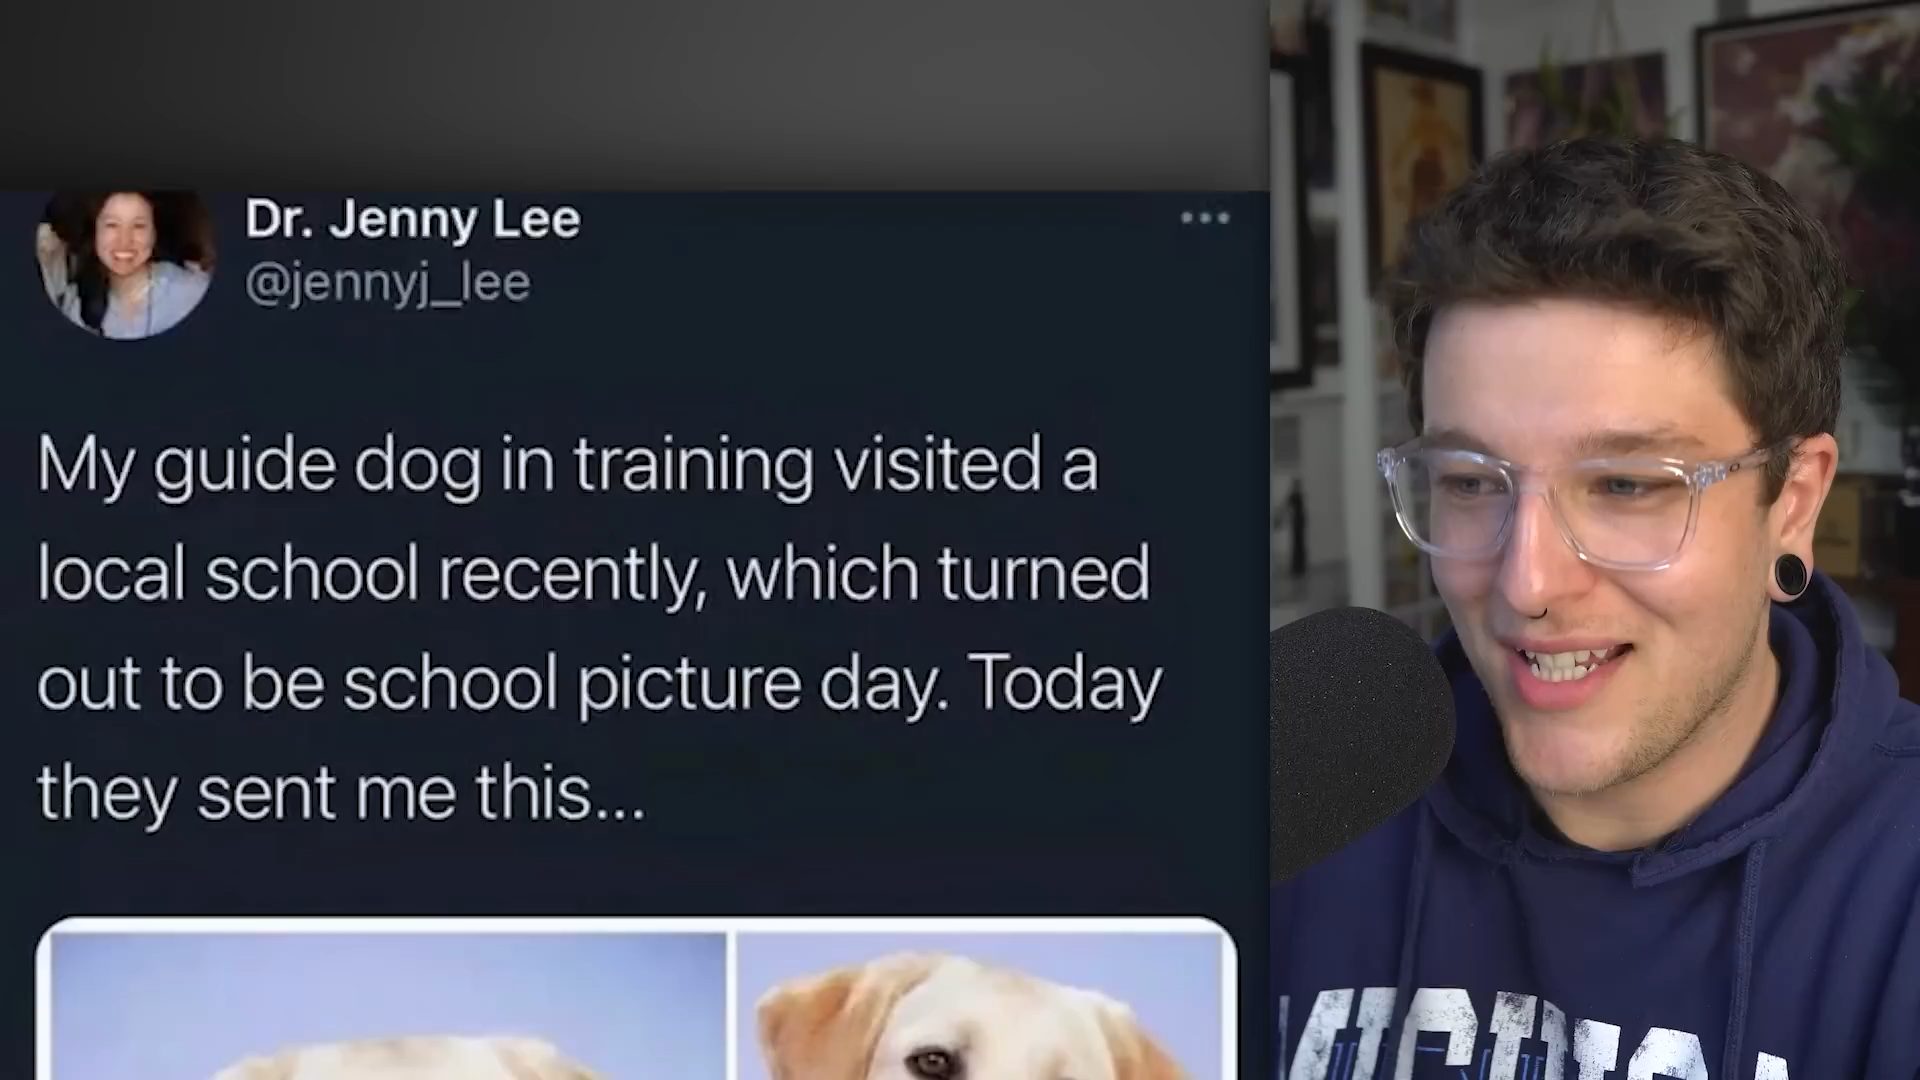 Dr. Jenny Lee
@jennyj_lee
My guide dog in training visited a
local school recently, which turned
out to be school picture day. Today
they sent me this...